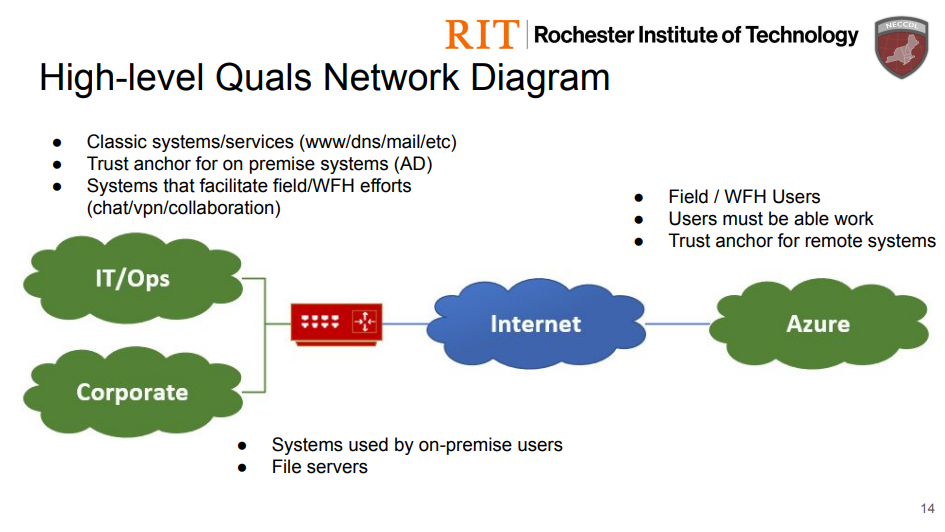 RIT | Rochester Institute of Technology
NECCDL
High-level Quals Network Diagram
● Classic systems/services (www/dns/mail/etc)
● Trust anchor for on premise systems (AD)
● Systems that facilitate field/WFH efforts
(chat/vpn/collaboration)
● Field / WFH Users
● Users must be able work
● Trust anchor for remote systems
IT/Ops
Internet
Azure
Corporate
● Systems used by on-premise users
● File servers
14